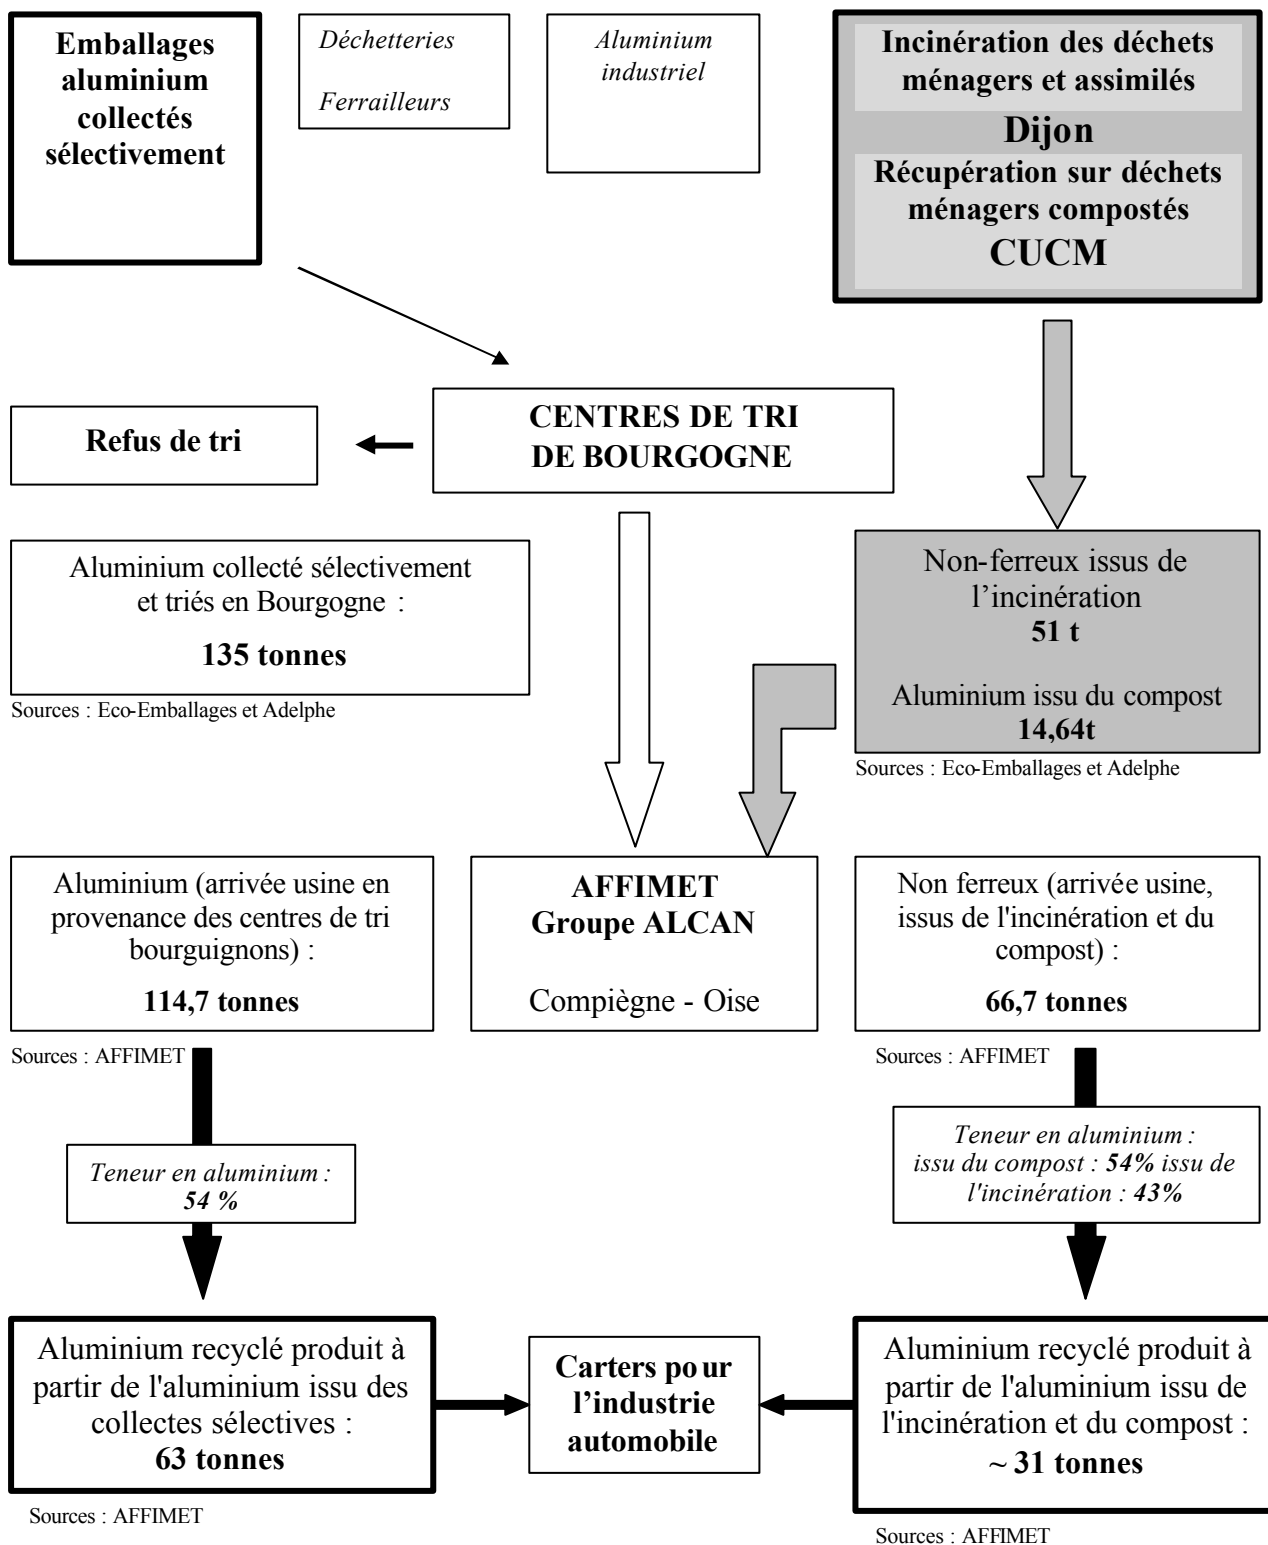 Emballages
aluminium
collectés
sélectivement
Déchetteries
Ferrailleurs
Aluminium
industriel
Incinération des déchets
ménagers et assimilés
Dijon
Récupération sur déchets
ménagers compostés
CUCM
Refus de tri
CENTRES DE TRI
DE BOURGOGNE
Aluminium collecté sélectivement
et triés en Bourgogne :
135 tonnes
Sources : Eco-Emballages et Adelphe
Non-ferreux issus de
l’incinération
51 t
Aluminium issu du compost
14,64t
Sources : Eco-Emballages et Adelphe
Aluminium (arrivée usine en
provenance des centres de tri
bourguignons) :
114,7 tonnes
Sources : AFFIMET
AFFIMET
Groupe ALCAN
Compiègne - Oise
Non ferreux (arrivée usine,
issus de l'incinération et du
compost) :
66,7 tonnes
Sources : AFFIMET
Teneur en aluminium :
54 %
Teneur en aluminium :
issu du compost : 54% issu de
l'incinération : 43%
Aluminium recyclé produit à
partir de l'aluminium issu des
collectes sélectives :
63 tonnes
Sources : AFFIMET
Carters pour
l’industrie
automobile
Aluminium recyclé produit à
partir de l'aluminium issu de
l'incinération et du compost :
~ 31 tonnes
Sources : AFFIMET